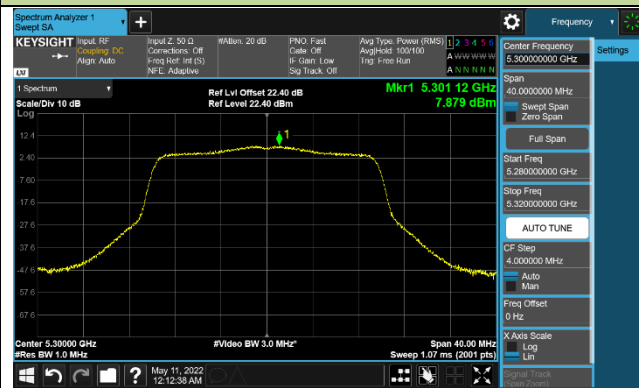 Spectrum Analyzer 1
Swept SA
Frequency
KEYSIGHT
Input: RF
Coupling: DC
Align: Auto
Input Z: 50 Ω
Corrections: Off
Freq Ref: Int (S)
NFE: Adaptive
#Atten: 20 dB
PNO: Fast
Gate: Off
IF Gain: Low
Sig Track: Off
Avg Type: Power (RMS)
Avg|Hold: 100/100
Trig: Free Run
1 2 3 4 5 6
A W W W W W
A N N N N N
LXI
1 Spectrum
Scale/Div 10 dB
Log
Ref Lvl Offset 22.40 dB
Ref Level 22.40 dBm
Mkr1 5.301 12 GHz
7.879 dBm
1
12.4
2.40
-7.60
-17.6
-27.6
-37.6
-47.6
-57.6
-67.6
Center 5.30000 GHz
#Res BW 1.0 MHz
#Video BW 3.0 MHz*
Span 40.00 MHz
Sweep 1.07 ms (2001 pts)
Center Frequency
5.300000000 GHz
Settings
Span
40.0000000 MHz
Swept Span
Zero Span
Full Span
Start Freq
5.280000000 GHz
Stop Freq
5.320000000 GHz
AUTO TUNE
CF Step
4.000000 MHz
Auto
Man
Freq Offset
0 Hz
X Axis Scale
Log
Lin
Signal Track
(Span Zoom)
May 11, 2022
12:12:38 AM